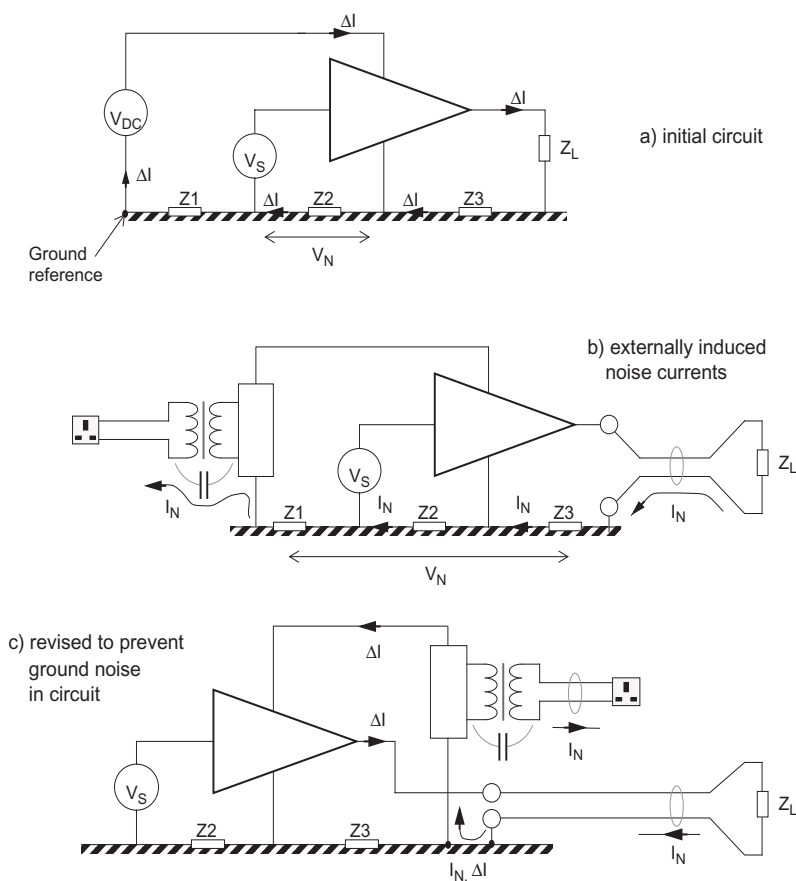 ΔI
V_DC
ΔI
V_S
ΔI
Z_L
a) initial circuit
ΔI
Z1
ΔI
Z2
ΔI
Z3
V_N
Ground
reference
b) externally induced
noise currents
V_S
Z_L
I_N
I_N
I_N
I_N
Z1
Z2
Z3
V_N
c) revised to prevent
ground noise
in circuit
ΔI
ΔI
I_N
V_S
Z_L
Z2
Z3
I_N, ΔI
I_N